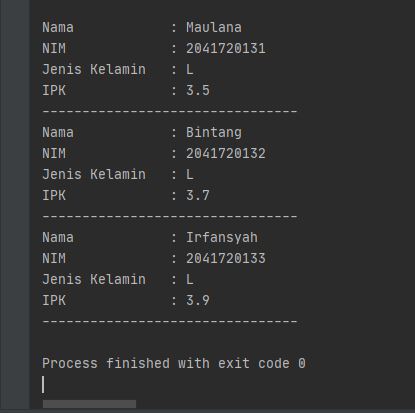 Nama            : Maulana
NIM             : 2041720131
Jenis Kelamin   : L
IPK             : 3.5
--------------------------------
Nama            : Bintang
NIM             : 2041720132
Jenis Kelamin   : L
IPK             : 3.7
--------------------------------
Nama            : Irfansyah
NIM             : 2041720133
Jenis Kelamin   : L
IPK             : 3.9
--------------------------------
Process finished with exit code 0